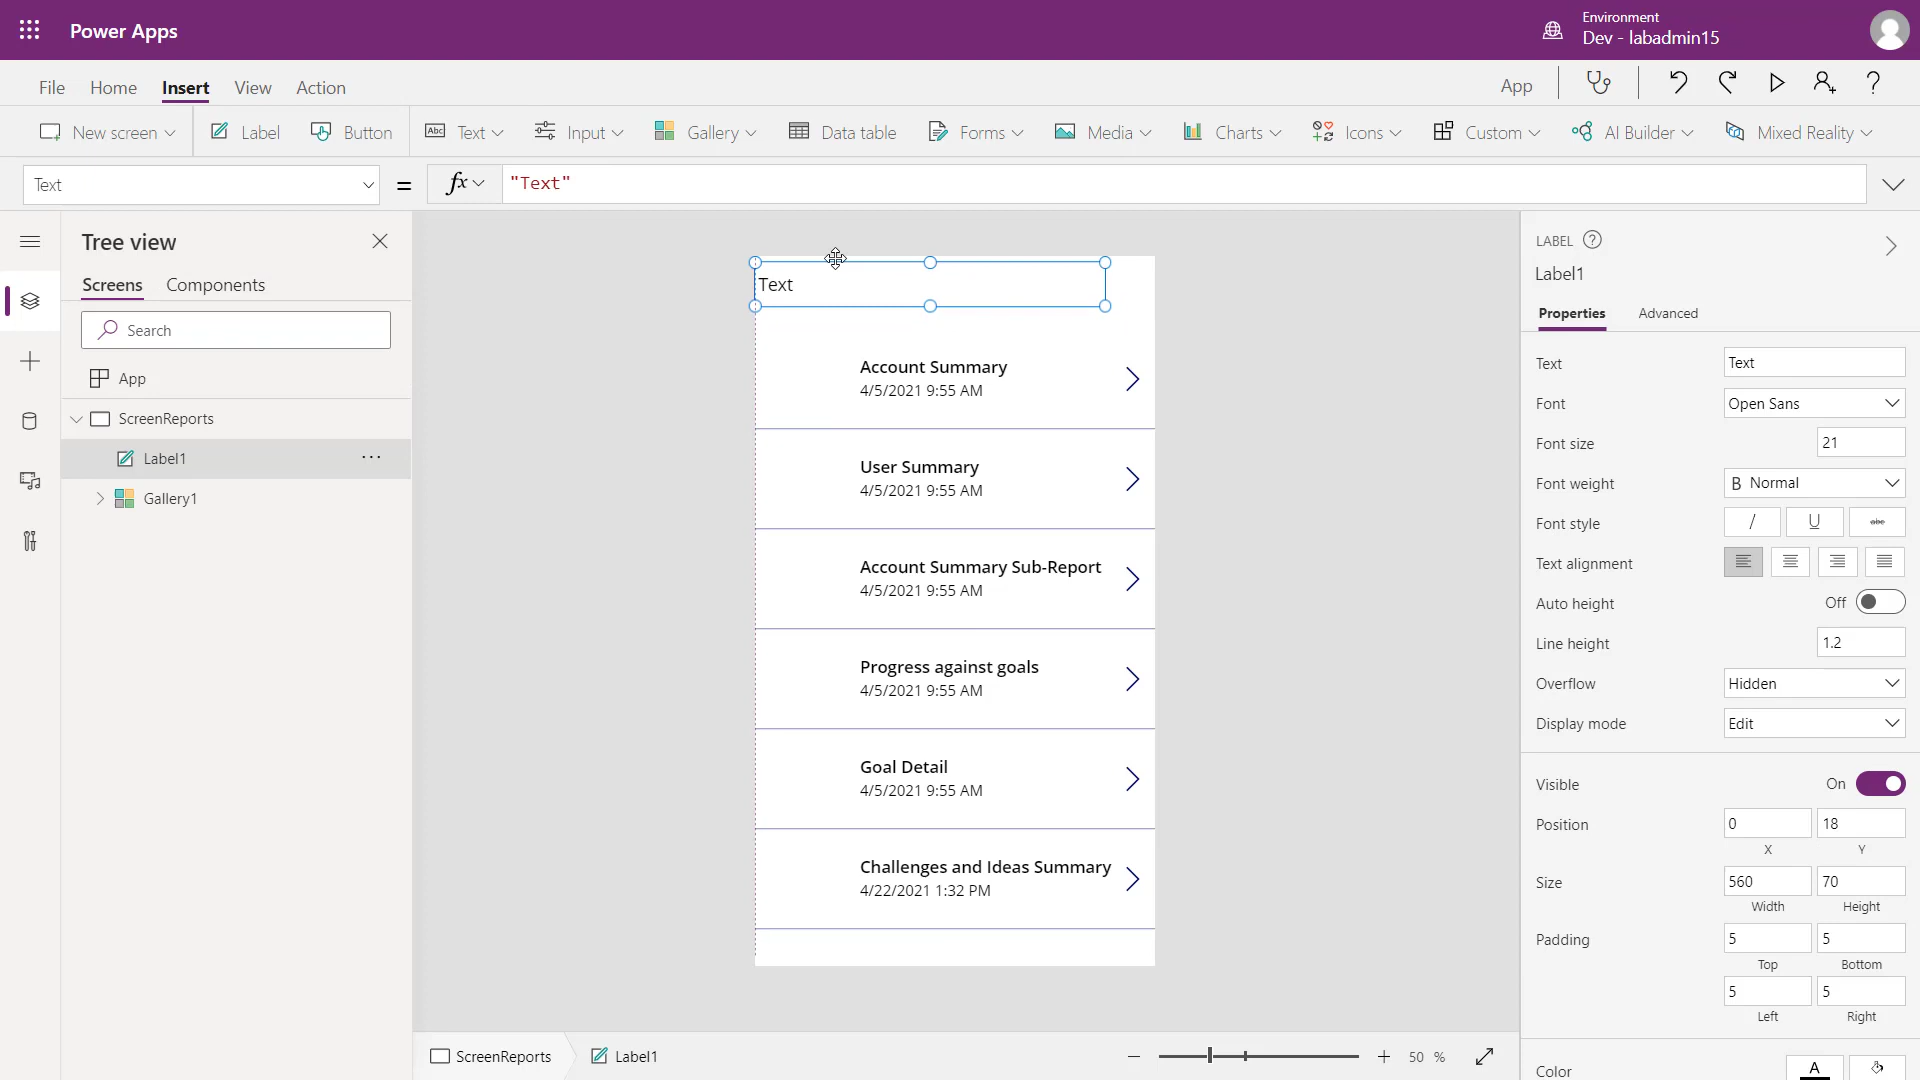 Power Apps
Environment
Dev - labadmin15
File Home Insert View Action App
New screen Label Button Abc Text Input Gallery Data table Forms Media Charts Icons Custom AI Builder Mixed Reality
Text = fx "Text"
Tree view
Screens Components
Search
App
ScreenReports
Label1 ...
Gallery1
Text
Account Summary
4/5/2021 9:55 AM
User Summary
4/5/2021 9:55 AM
Account Summary Sub-Report
4/5/2021 9:55 AM
Progress against goals
4/5/2021 9:55 AM
Goal Detail
4/5/2021 9:55 AM
Challenges and Ideas Summary
4/22/2021 1:32 PM
ScreenReports Label1 50 %
LABEL ?
Label1
Properties Advanced
Text Text
Font Open Sans
Font size 21
Font weight B Normal
Font style / U abc
Text alignment
Auto height Off
Line height 1.2
Overflow Hidden
Display mode Edit
Visible On
Position 0 18
X Y
Size 560 70
Width Height
Padding 5 5
Top Bottom
5 5
Left Right
Color A